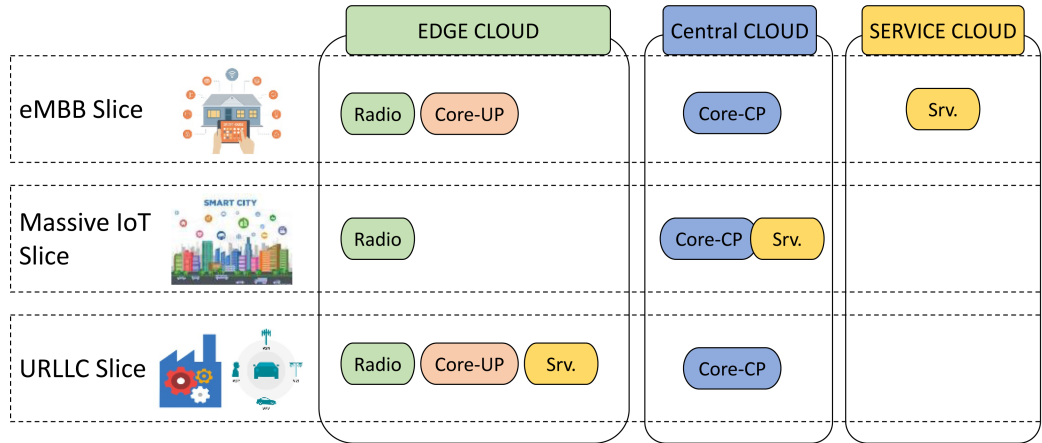 EDGE CLOUD
Central CLOUD
SERVICE CLOUD
eMBB Slice
Radio
Core-UP
Core-CP
Srv.
Massive IoT
Slice
SMART CITY
Radio
Core-CP
Srv.
URLLC Slice
Radio
Core-UP
Srv.
Core-CP